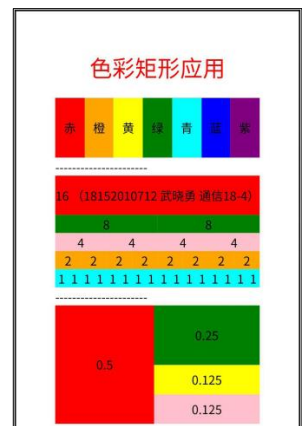 色彩矩形应用
赤 橙 黄 绿 青 蓝 紫
----------------------
16 (18152010712 武晓勇 通信18-4)
8 8
4 4 4 4
2 2 2 2 2 2 2 2
1 1 1 1 1 1 1 1 1 1 1 1 1 1 1 1
----------------------
0.5
0.25
0.125
0.125